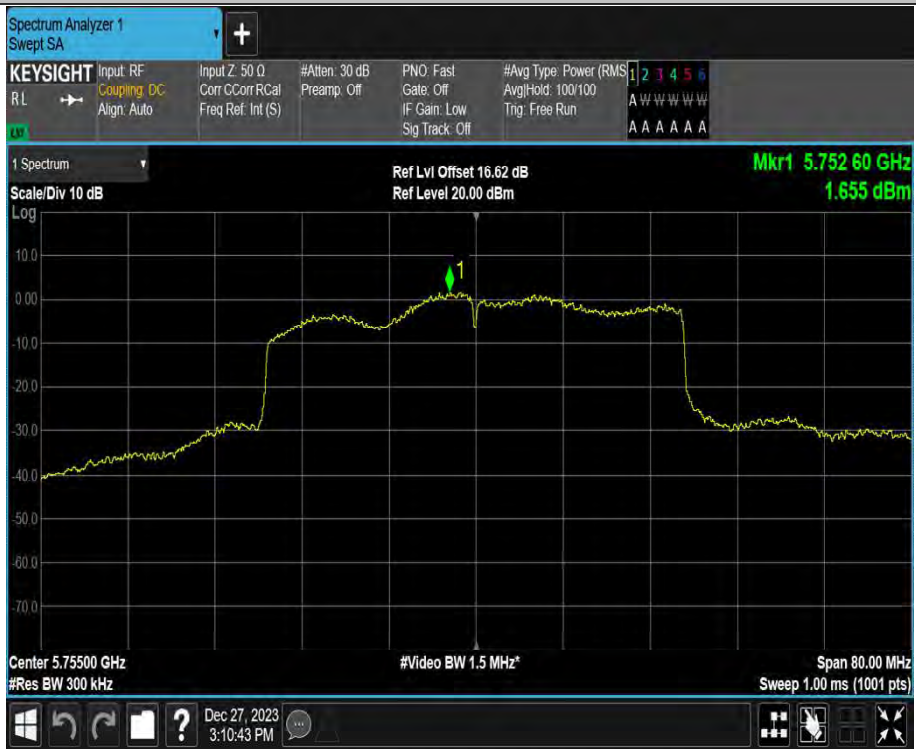 Spectrum Analyzer 1
Swept SA
+
KEYSIGHT Input: RF Input Z: 50 Ω #Atten: 30 dB PNO: Fast #Avg Type: Power (RMS 1 2 3 4 5 6
RL Coupling: DC Corr CCorr RCal Preamp: Off Gate: Off Avg|Hold: 100/100 A W W W W W
Align: Auto Freq Ref: Int (S) IF Gain: Low Trig: Free Run
Sig Track: Off A A A A A A
1 Spectrum
Scale/Div 10 dB
Ref Lvl Offset 16.62 dB
Ref Level 20.00 dBm
Mkr1 5.752 60 GHz
1.655 dBm
Log
10.0
0.00
-10.0
-20.0
-30.0
-40.0
-50.0
-60.0
-70.0
1
Center 5.75500 GHz #Video BW 1.5 MHz* Span 80.00 MHz
#Res BW 300 kHz Sweep 1.00 ms (1001 pts)
? Dec 27, 2023
3:10:43 PM